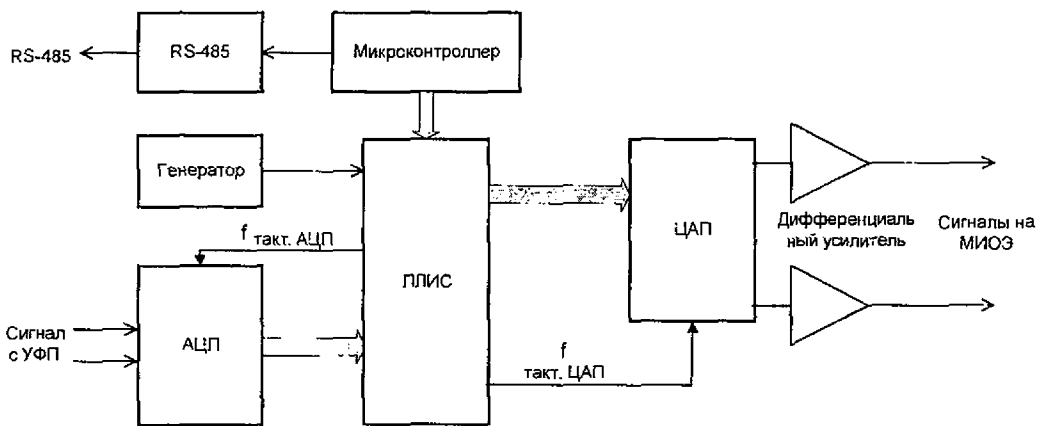 RS-485
RS-485
Микрсконтроллер
Генератор
f
такт. АЦП
ПЛИС
ЦАП
Дифференциаль
ный усилитель
Сигналы на
МИОЭ
Сигнал
с УФП
АЦП
f
такт. ЦАП